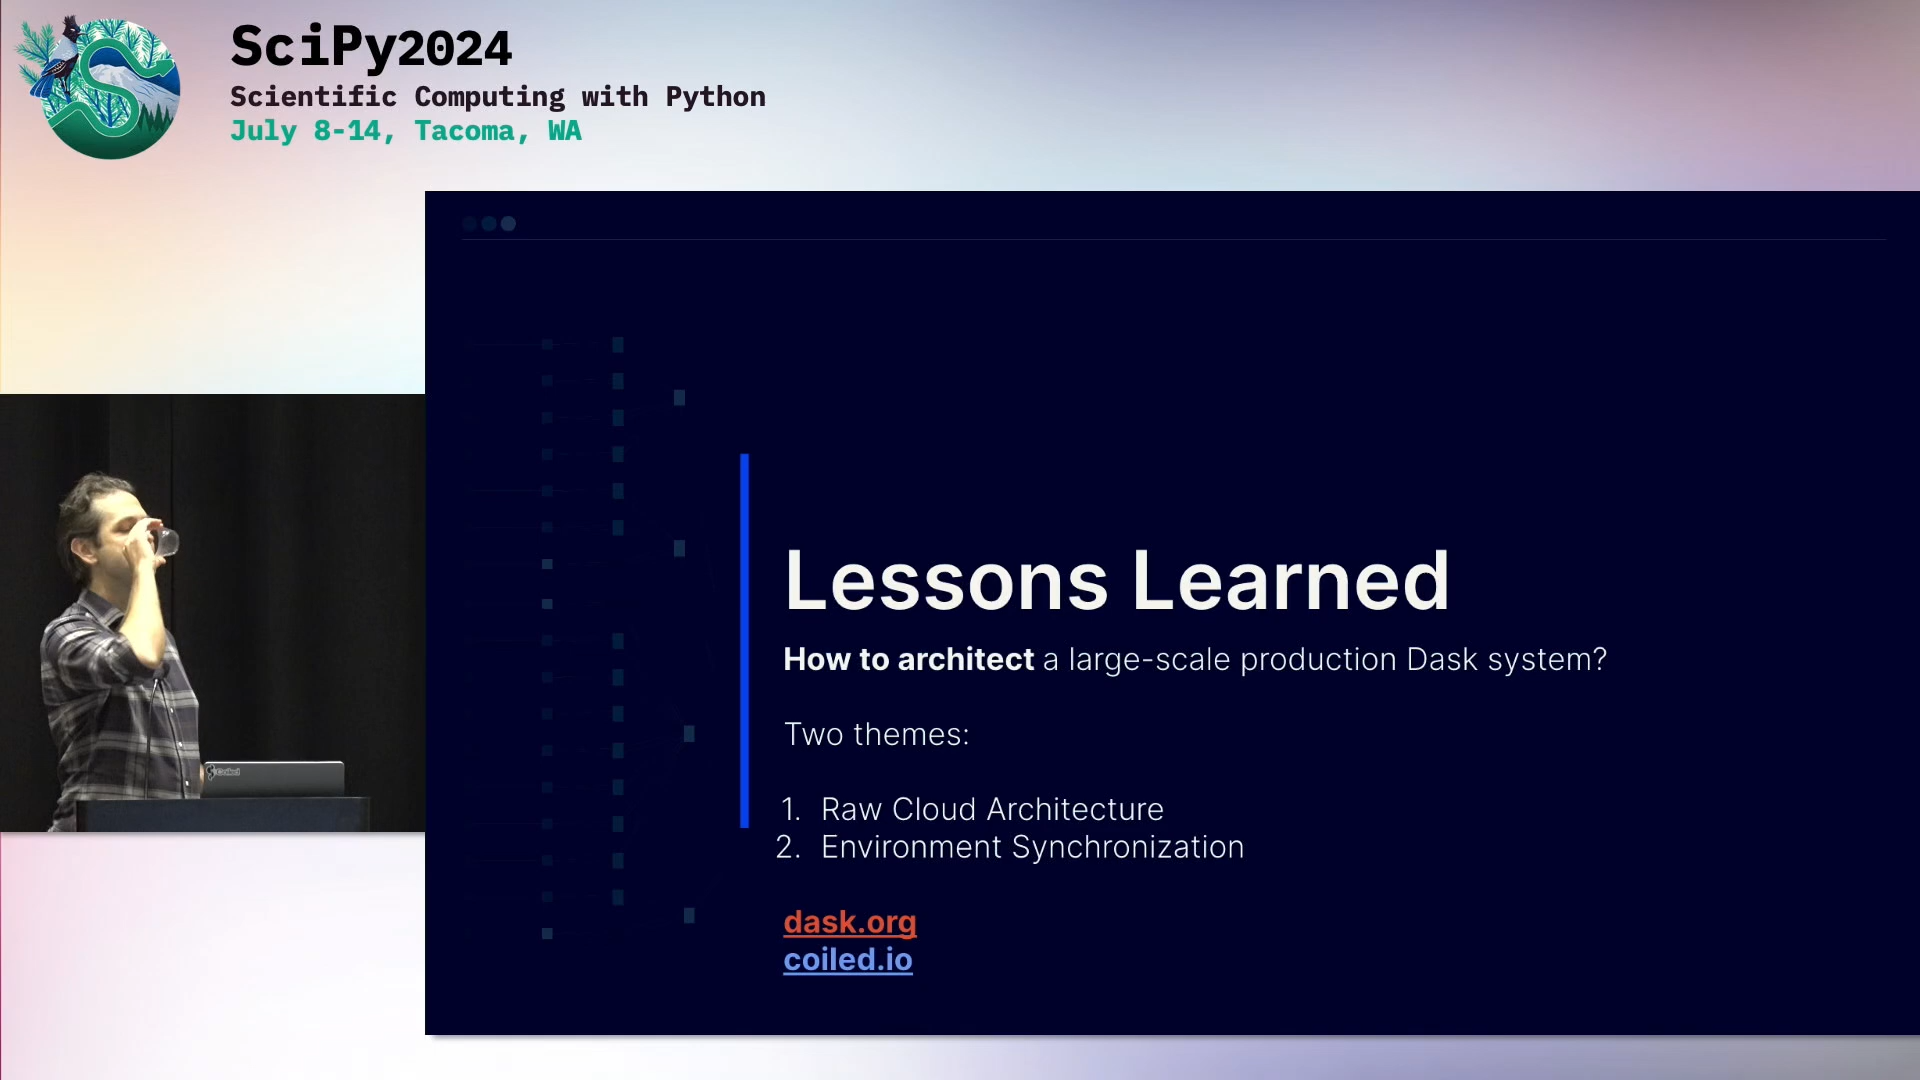 SciPy2024
Scientific Computing with Python
July 8-14, Tacoma, WA
Lessons Learned
How to architect a large-scale production Dask system?
Two themes:
1. Raw Cloud Architecture
2. Environment Synchronization
dask.org
coiled.io
Coiled